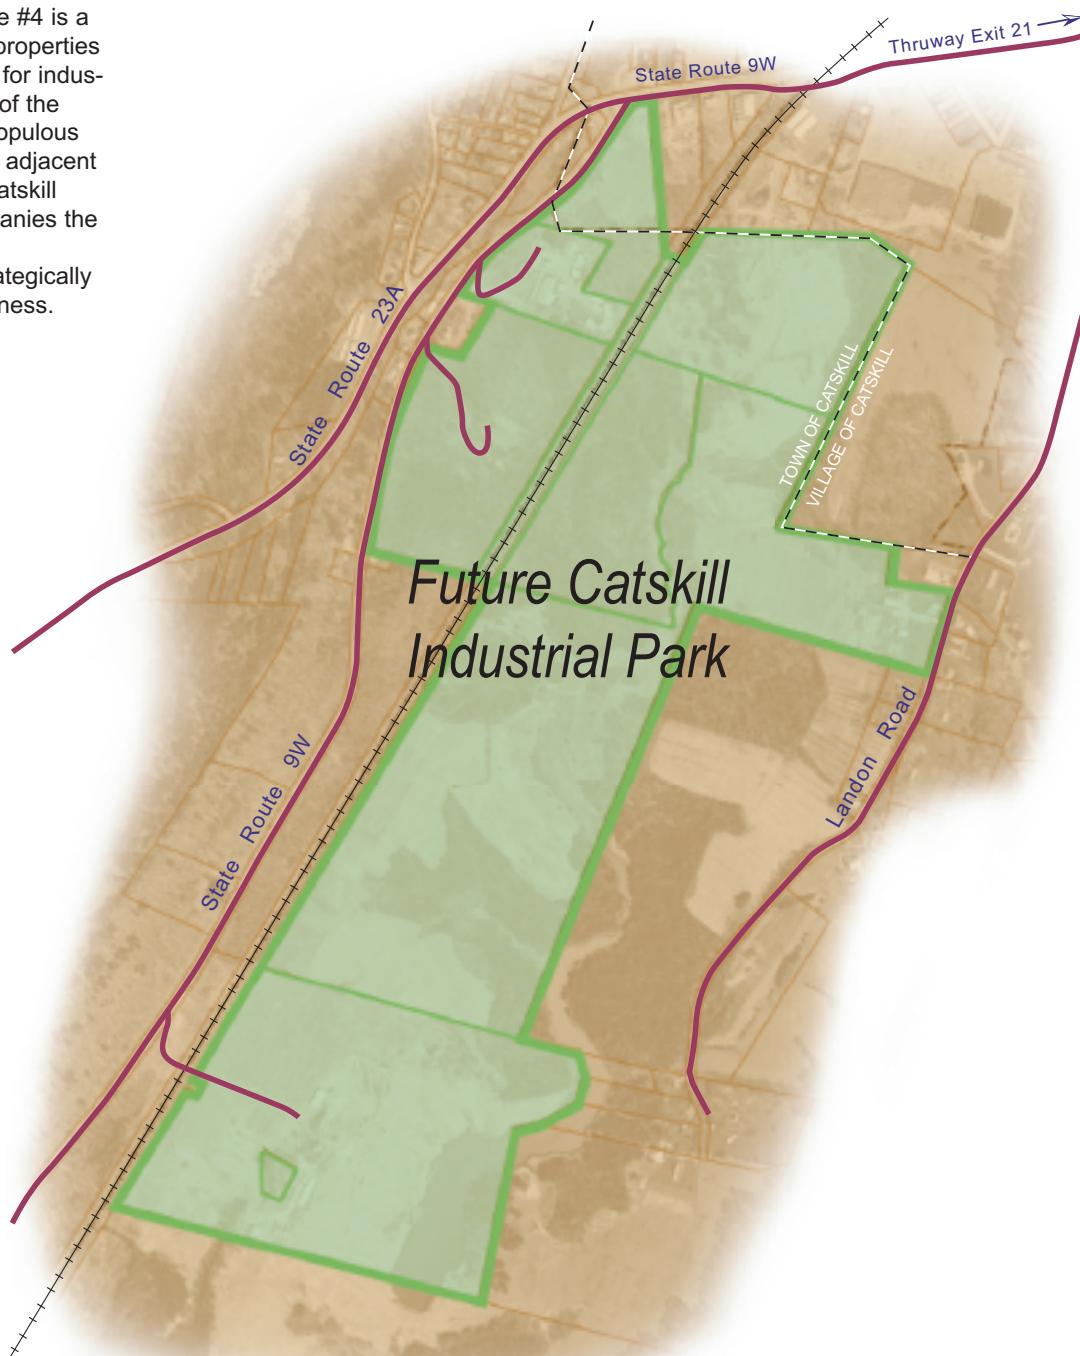 e #4 is a
properties
for indus-
of the
opulous
adjacent
atskill
anies the
ategically
ness.
Thruway Exit 21
State Route 9W
State Route 23A
TOWN OF CATSKILL
VILLAGE OF CATSKILL
Future Catskill
Industrial Park
Landon Road
State Route 9W